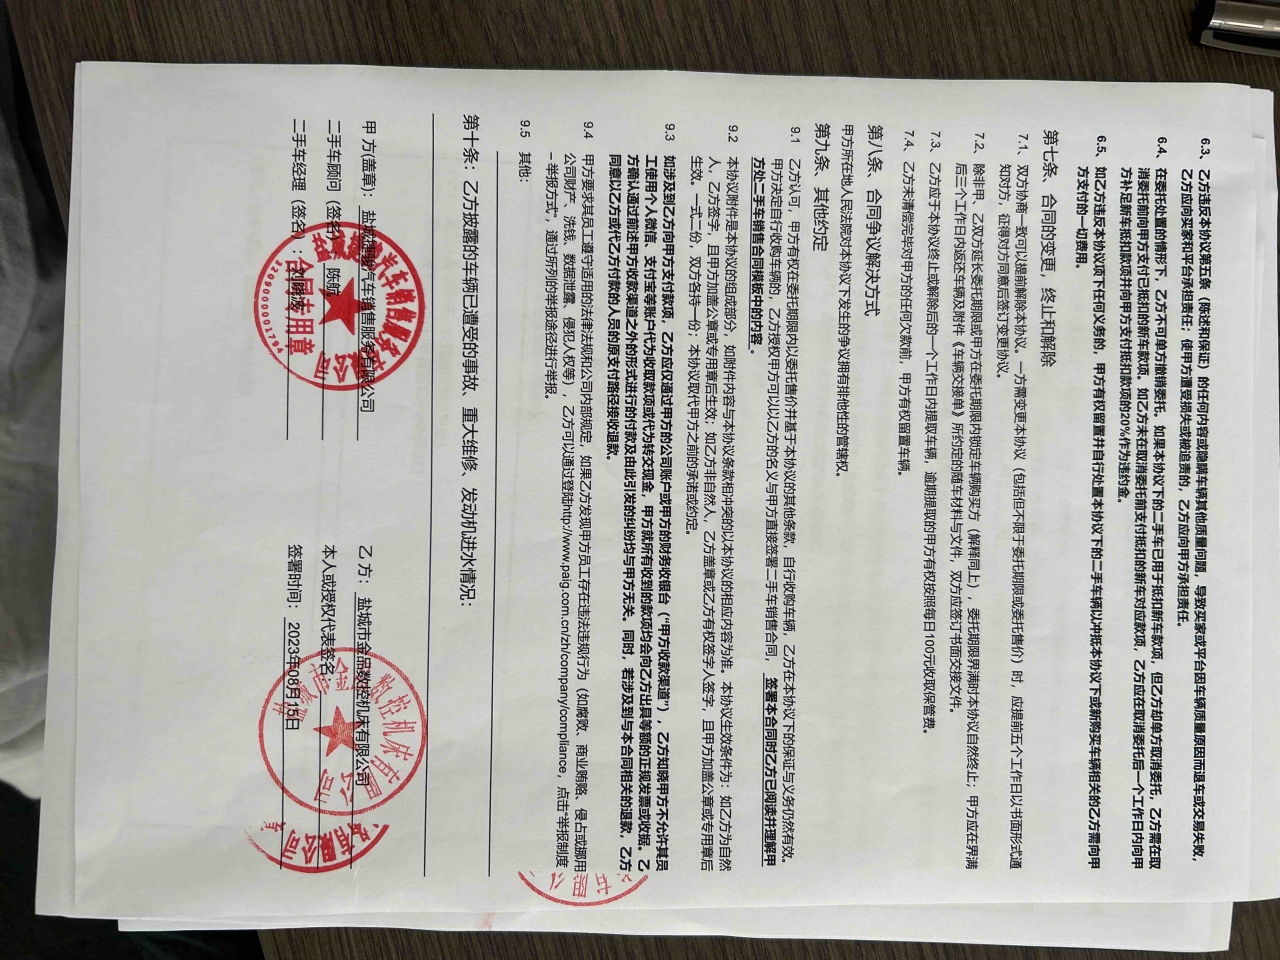 6.3、乙方违反本协议第五条（陈述和保证）的任何内容或隐瞒车辆其他质量问题，导致买家或平台因车辆质量原因而退车或交易失败，
乙方应向买家和平台承担责任；使甲方遭受损失或被追责的，乙方应向甲方承担责任。
6.4、在委托处置的情形下，乙方不可单方撤销委托。如果本协议下的二手车已用于抵扣新车款项，但乙方却单方取消委托，乙方需在取
消委托前向甲方支付已抵扣的新车款项。如乙方未在取消委托前支付抵扣的新车对应款项，乙方应在取消委托后一个工作日内向甲
方补足新车抵扣款项并向甲方支付抵扣款项的20%作为违约金。
6.5、如乙方违反本协议项下任何义务的，甲方有权留置并自行处置本协议下的二手车辆以冲抵本协议下或新购买车辆相关的乙方需向甲
方支付的一切费用。
第七条、合同的变更，终止和解除
7.1、双方协商一致可以提前解除本协议。一方需变更本协议（包括但不限于委托期限或委托售价）时，应提前五个工作日以书面形式通
知对方，征得对方同意后签订变更协议。
7.2、除非甲、乙双方延长委托期限或甲方在委托期限内锁定车辆购买方（解释同上），委托期限界满时本协议自然终止；甲方应在界满
后三个工作日内返还车辆及附件《车辆交接单》所约定的随车材料与文件，双方应签订书面交接文件。
7.3、乙方应于本协议终止或解除后的一个工作日内提取车辆，逾期提取的甲方有权按照每日100元收取保管费。
7.4、乙方未清偿完毕对甲方的任何欠款前，甲方有权留置车辆。
第八条、合同争议解决方式
甲方所在地人民法院对本协议下发生的争议拥有排他性的管辖权。
第九条、其他约定
9.1 乙方认可，甲方有权在委托期限内以委托售价并基于本协议的其他条款，自行收购车辆，乙方在本协议下的保证与义务仍然有效。
甲方决定自行收购车辆的，乙方授权甲方可以以乙方的名义与甲方直接签署二手车销售合同，签署本合同时乙方已阅读并理解甲
方处二手车销售合同模板中的内容。
9.2 本协议附件是本协议的组成部分，如附件内容与本协议条款相冲突的以本协议的相应内容为准。本协议生效条件为：如乙方为自然
人，乙方签字，且甲方加盖公章或专用章后生效；如乙方非自然人，乙方盖章或乙方有权签字人签字，且甲方加盖公章或专用章后
生效。一式二份，双方各持一份；本协议取代甲方之前的承诺或约定。
9.3 如涉及到乙方向甲方支付款项，乙方应仅通过甲方的公司账户或甲方的财务收银台（“甲方收款渠道”），乙方知晓甲方不允许其员
工使用个人微信，支付宝等账户代为收取款项或代为转交现金，甲方就所有收到的款项均会向乙方出具等额的正规发票或收据。乙
方确认通过前述甲方收款渠道之外的形式进行的付款及由此引发的纠纷均与甲方无关。同时，若涉及到与本合同相关的退款，乙方
同意以乙方或代乙方付款的人员的原支付路径接收退款。
9.4 甲方要求其员工遵守适用的法律法规和公司内部规定，如果乙方发现甲方员工存在违法违规行为（如腐败、商业贿赂、侵占或挪用
公司财产、洗钱、数据泄露、侵犯人权等），乙方可以通过登陆http://www.paig.com.cn/zh/company/compliance，点击“举报制度
－举报方式”，通过所列的举报途径进行举报。
9.5 其他：
第十条：乙方披露的车辆已遭受的事故、重大维修、发动机进水情况：
甲 方(盖章)： 汽车销售服务有限公司 乙方： 盐城市金品数控机床有限公司
二手车顾问（签名） 陈航 本人或授权代表签名
二手车经理（签名）： 签署时间： 2023年08月15日
合同专用章
3209000001764
盐城市金品数控机床有限公司